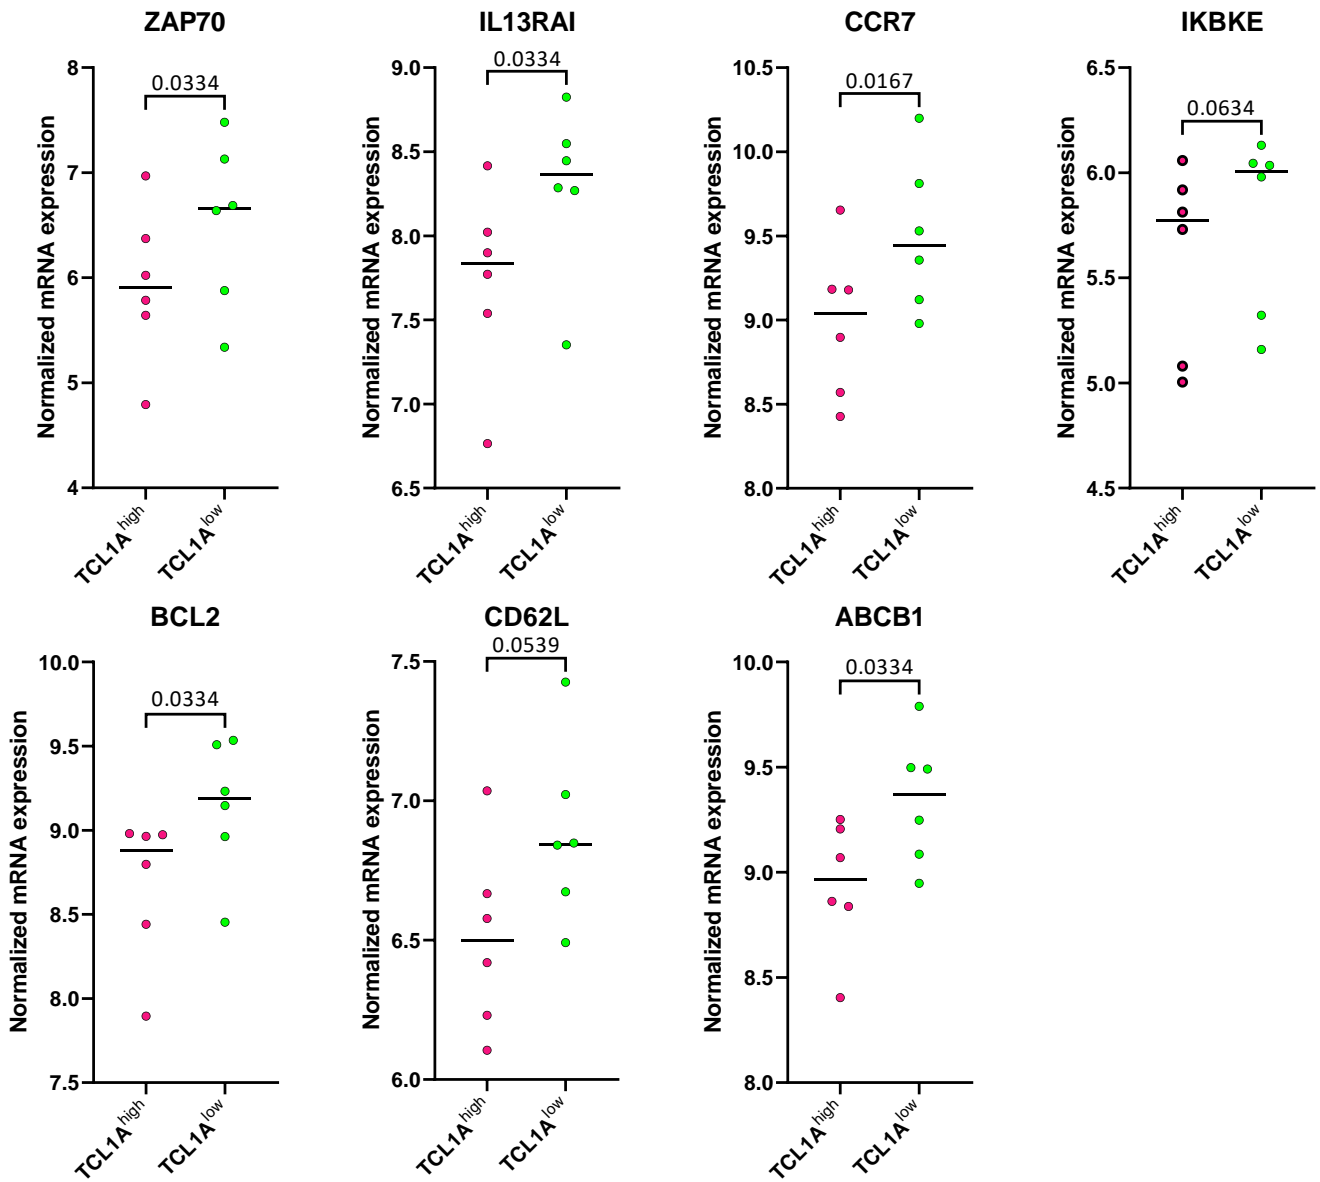 ZAP70
Normalized mRNA expression
8
7
6
5
4
0.0334
TCL1A^high
TCL1A^low
IL13RAI
Normalized mRNA expression
9.0
8.5
8.0
7.5
7.0
6.5
0.0334
TCL1A^high
TCL1A^low
CCR7
Normalized mRNA expression
10.5
10.0
9.5
9.0
8.5
8.0
0.0167
TCL1A^high
TCL1A^low
IKBKE
Normalized mRNA expression
6.5
6.0
5.5
5.0
4.5
0.0634
TCL1A^high
TCL1A^low
BCL2
Normalized mRNA expression
10.0
9.5
9.0
8.5
8.0
7.5
0.0334
TCL1A^high
TCL1A^low
CD62L
Normalized mRNA expression
7.5
7.0
6.5
6.0
0.0539
TCL1A^high
TCL1A^low
ABCB1
Normalized mRNA expression
10.0
9.5
9.0
8.5
8.0
0.0334
TCL1A^high
TCL1A^low